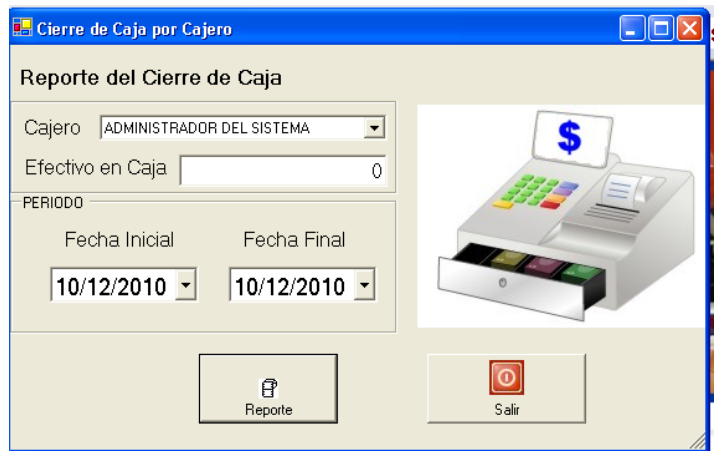 Cierre de Caja por Cajero
Reporte del Cierre de Caja
Cajero ADMINISTRADOR DEL SISTEMA
Efectivo en Caja 0
PERIODO
Fecha Inicial Fecha Final
10/12/2010 10/12/2010
$
Reporte Salir